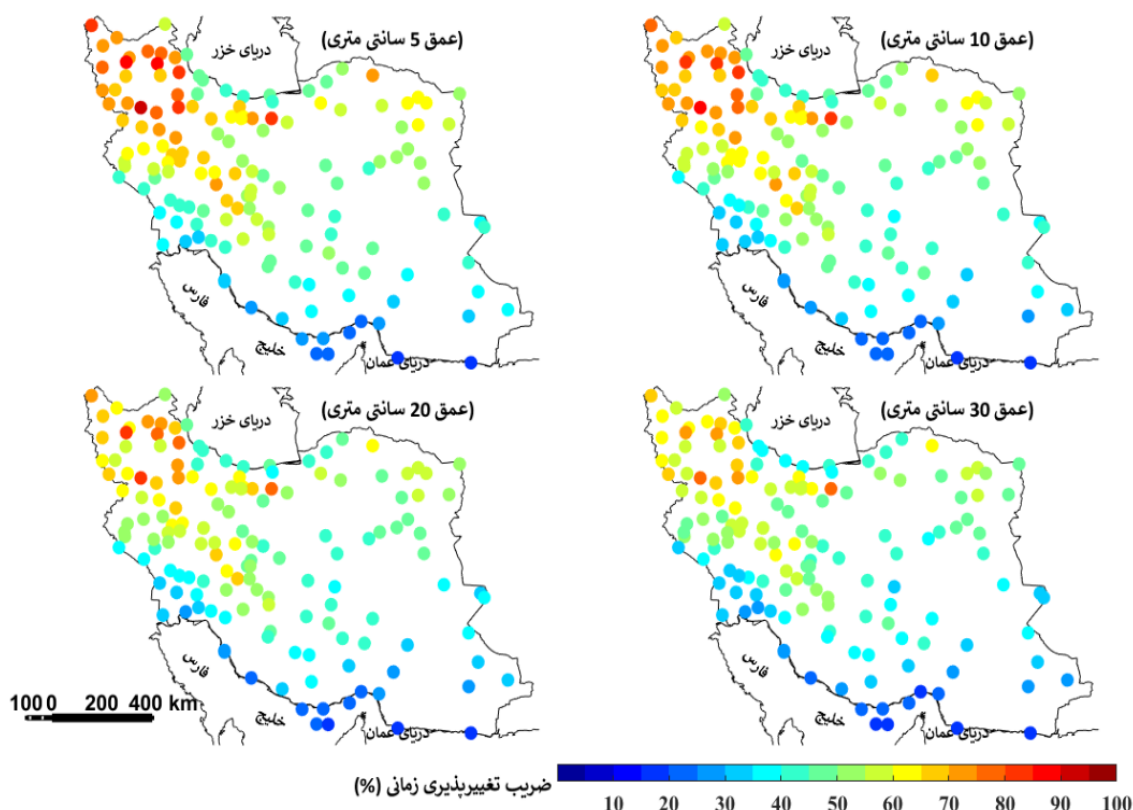 دریای خزر
(عمق 5 سانتی متری)
خلیج
فارس
دریای عمان
دریای خزر
(عمق 10 سانتی متری)
خلیج
فارس
دریای عمان
دریای خزر
(عمق 20 سانتی متری)
خلیج
فارس
دریای عمان
دریای خزر
(عمق 30 سانتی متری)
خلیج
فارس
دریای عمان
100 0 200 400 km
ضریب تغییرپذیری زمانی (%)
10 20 30 40 50 60 70 80 90 100